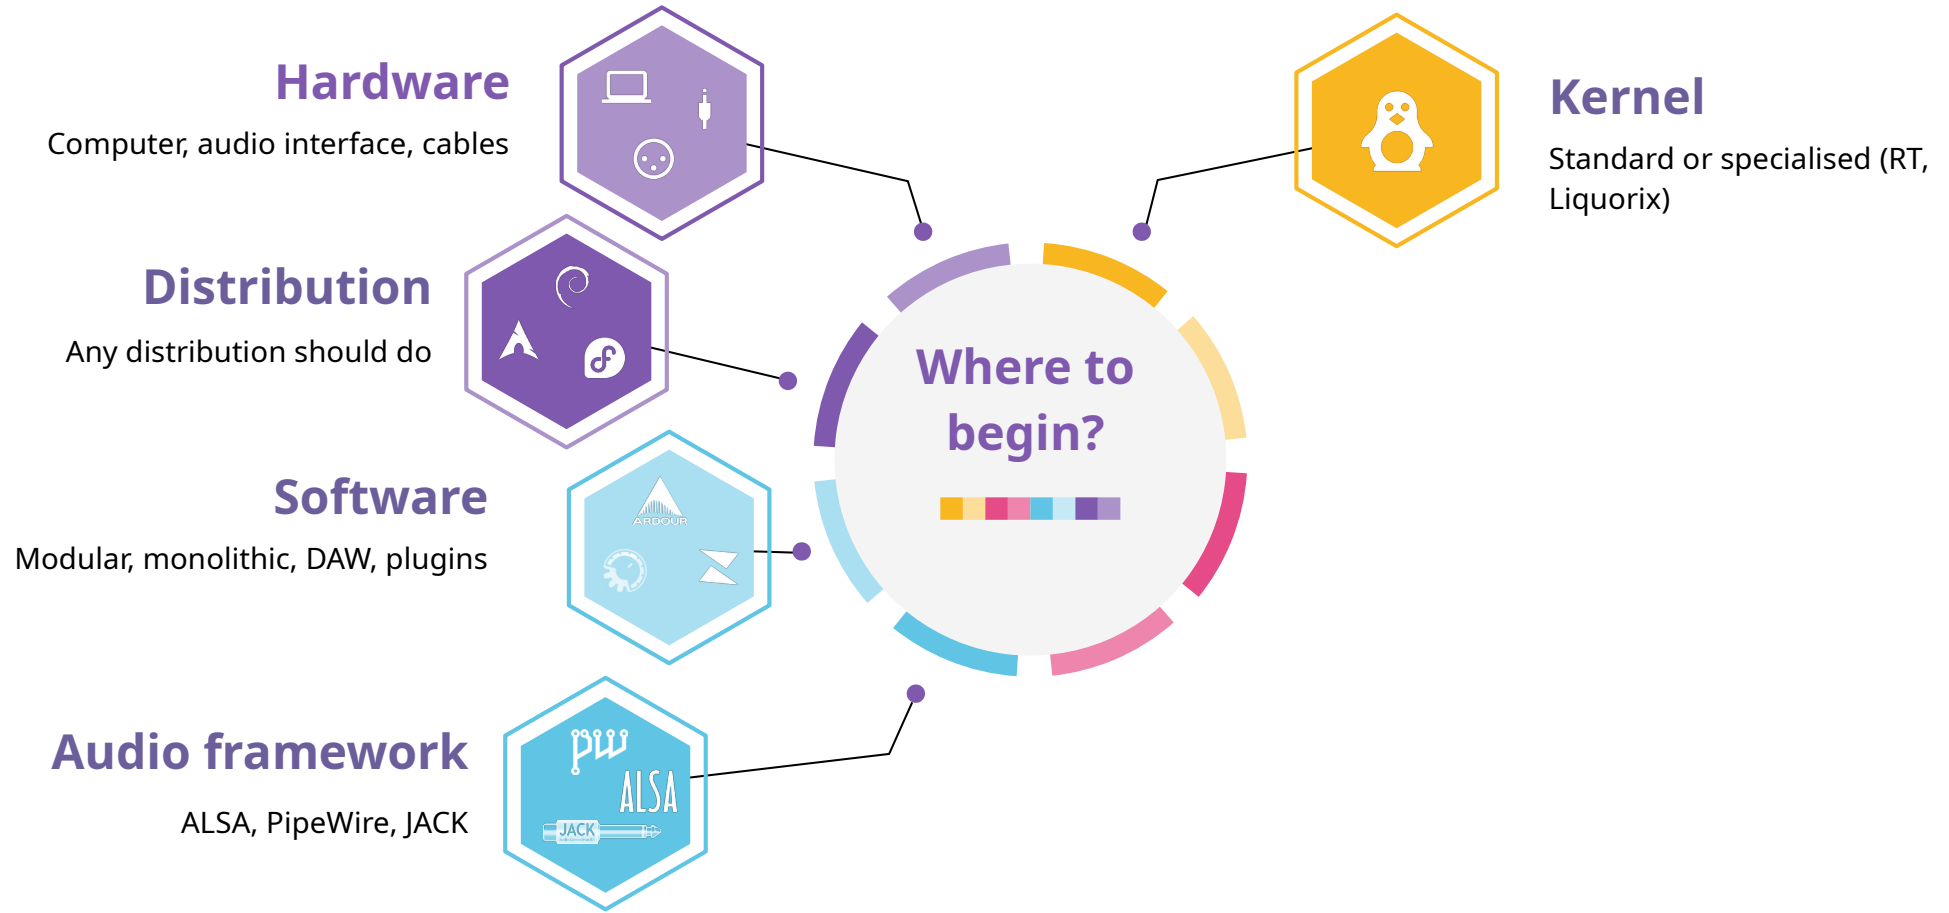 Hardware
Computer, audio interface, cables
Distribution
Any distribution should do
Software
Modular, monolithic, DAW, plugins
ARDOUR
Audio framework
ALSA, PipeWire, JACK
pw
ALSA
JACK
Where to
begin?
Kernel
Standard or specialised (RT,
Liquorix)